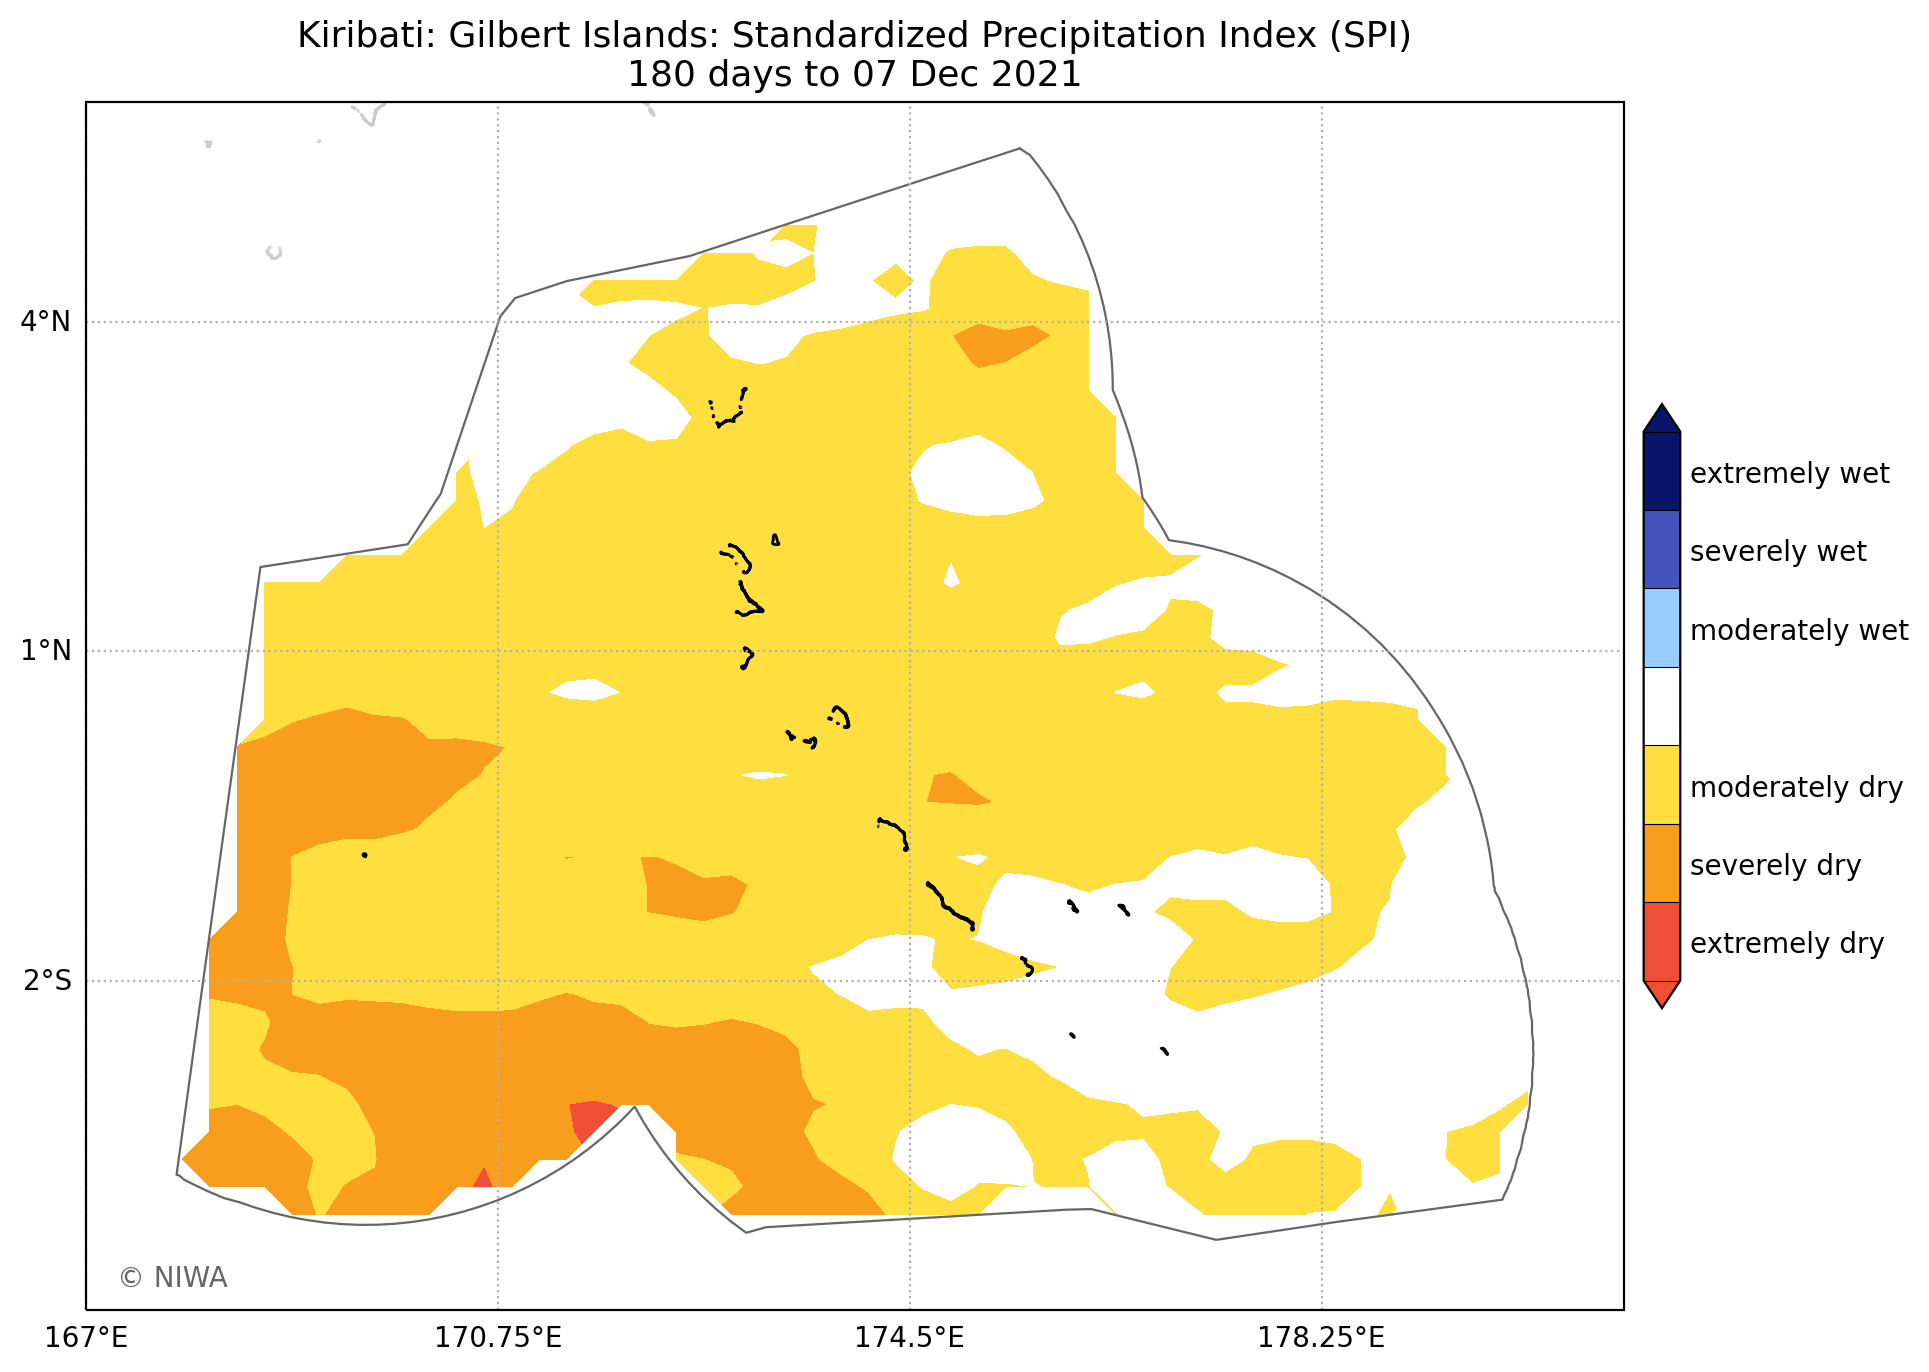 Kiribati: Gilbert Islands: Standardized Precipitation Index (SPI)
180 days to 07 Dec 2021
4°N
1°N
2°S
167°E
170.75°E
174.5°E
178.25°E
© NIWA
extremely wet
severely wet
moderately wet
moderately dry
severely dry
extremely dry